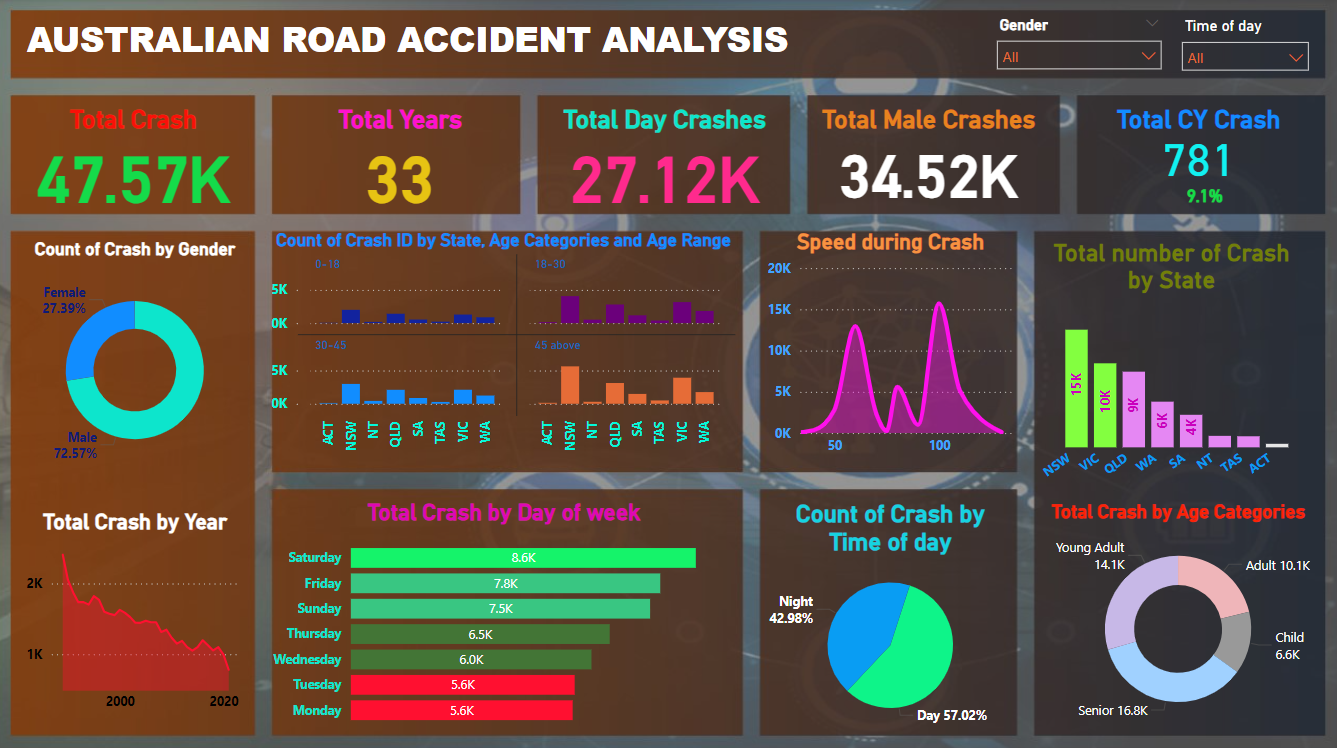 AUSTRALIAN ROAD ACCIDENT ANALYSIS
Gender
All
Time of day
All
Total Crash
47.57K
Total Years
33
Total Day Crashes
27.12K
Total Male Crashes
34.52K
Total CY Crash
781
9.1%
Count of Crash by Gender
Female
27.39%
Male
72.57%
Count of Crash ID by State, Age Categories and Age Range
0-18
18-30
5K
0K
30-45
45 above
5K
0K
ACT NSW NT QLD SA TAS VIC WA
ACT NSW NT QLD SA TAS VIC WA
Speed during Crash
20K
15K
10K
5K
0K
50 100
Total number of Crash
by State
15K 10K 9K 6K 4K
NSW VIC QLD WA SA NT TAS ACT
Total Crash by Year
2K
1K
2000 2020
Total Crash by Day of week
Saturday 8.6K
Friday 7.8K
Sunday 7.5K
Thursday 6.5K
Wednesday 6.0K
Tuesday 5.6K
Monday 5.6K
Count of Crash by
Time of day
Night
42.98%
Day 57.02%
Total Crash by Age Categories
Young Adult
14.1K
Adult 10.1K
Child
6.6K
Senior 16.8K